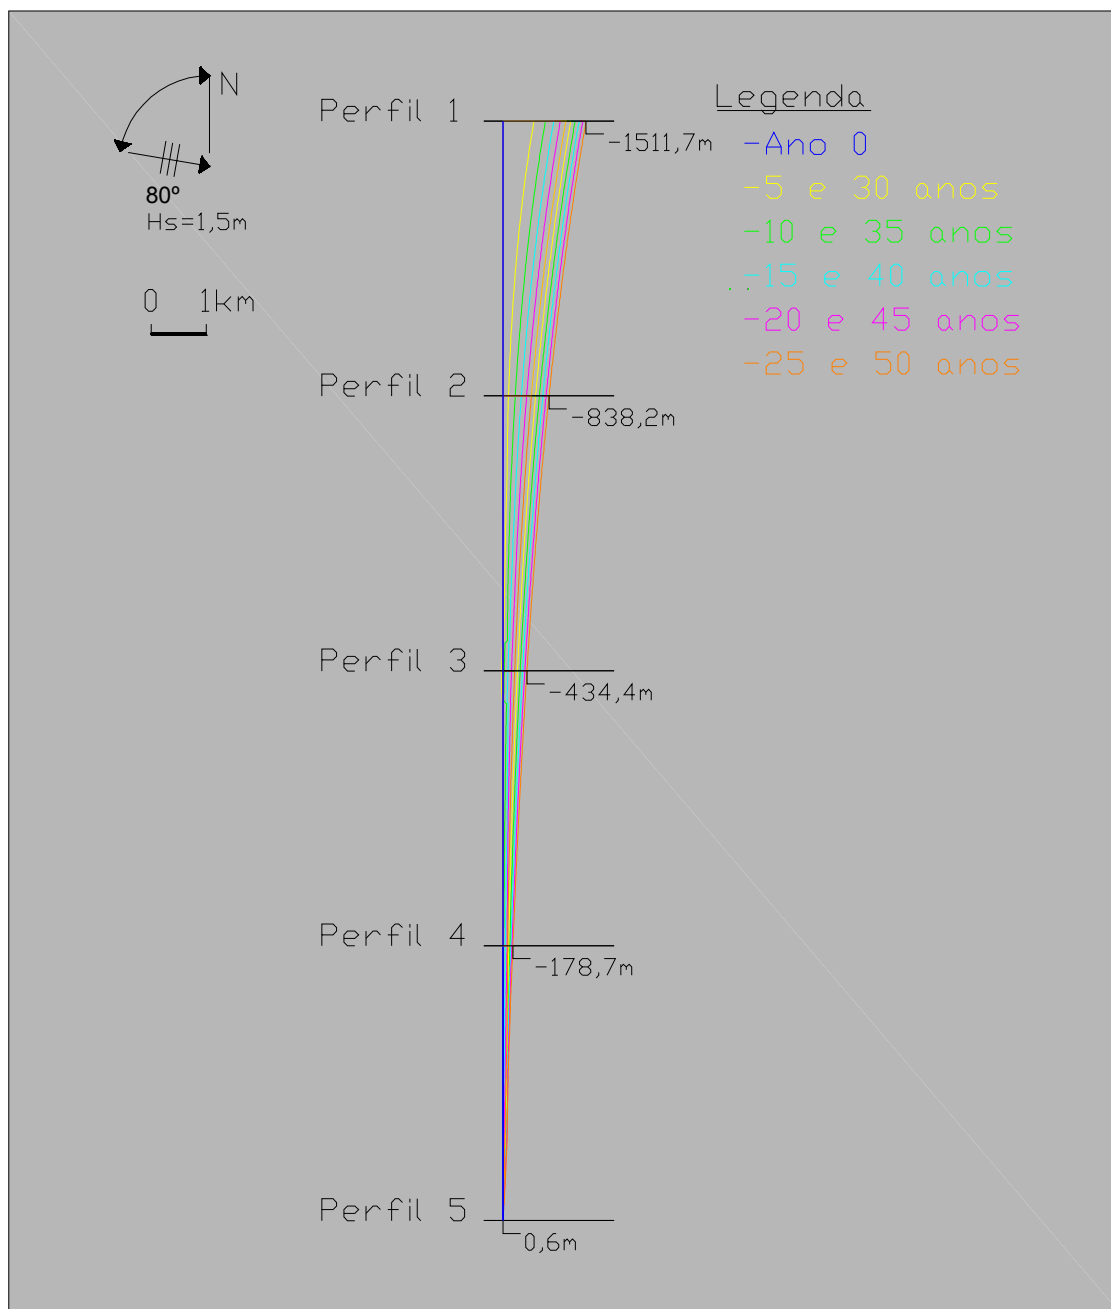 N
80º
Hs=1,5m
0 1km
Legenda
-Ano 0
-5 e 30 anos
-10 e 35 anos
-15 e 40 anos
-20 e 45 anos
-25 e 50 anos
Perfil 1
-1511,7m
Perfil 2
-838,2m
Perfil 3
-434,4m
Perfil 4
-178,7m
Perfil 5
0,6m